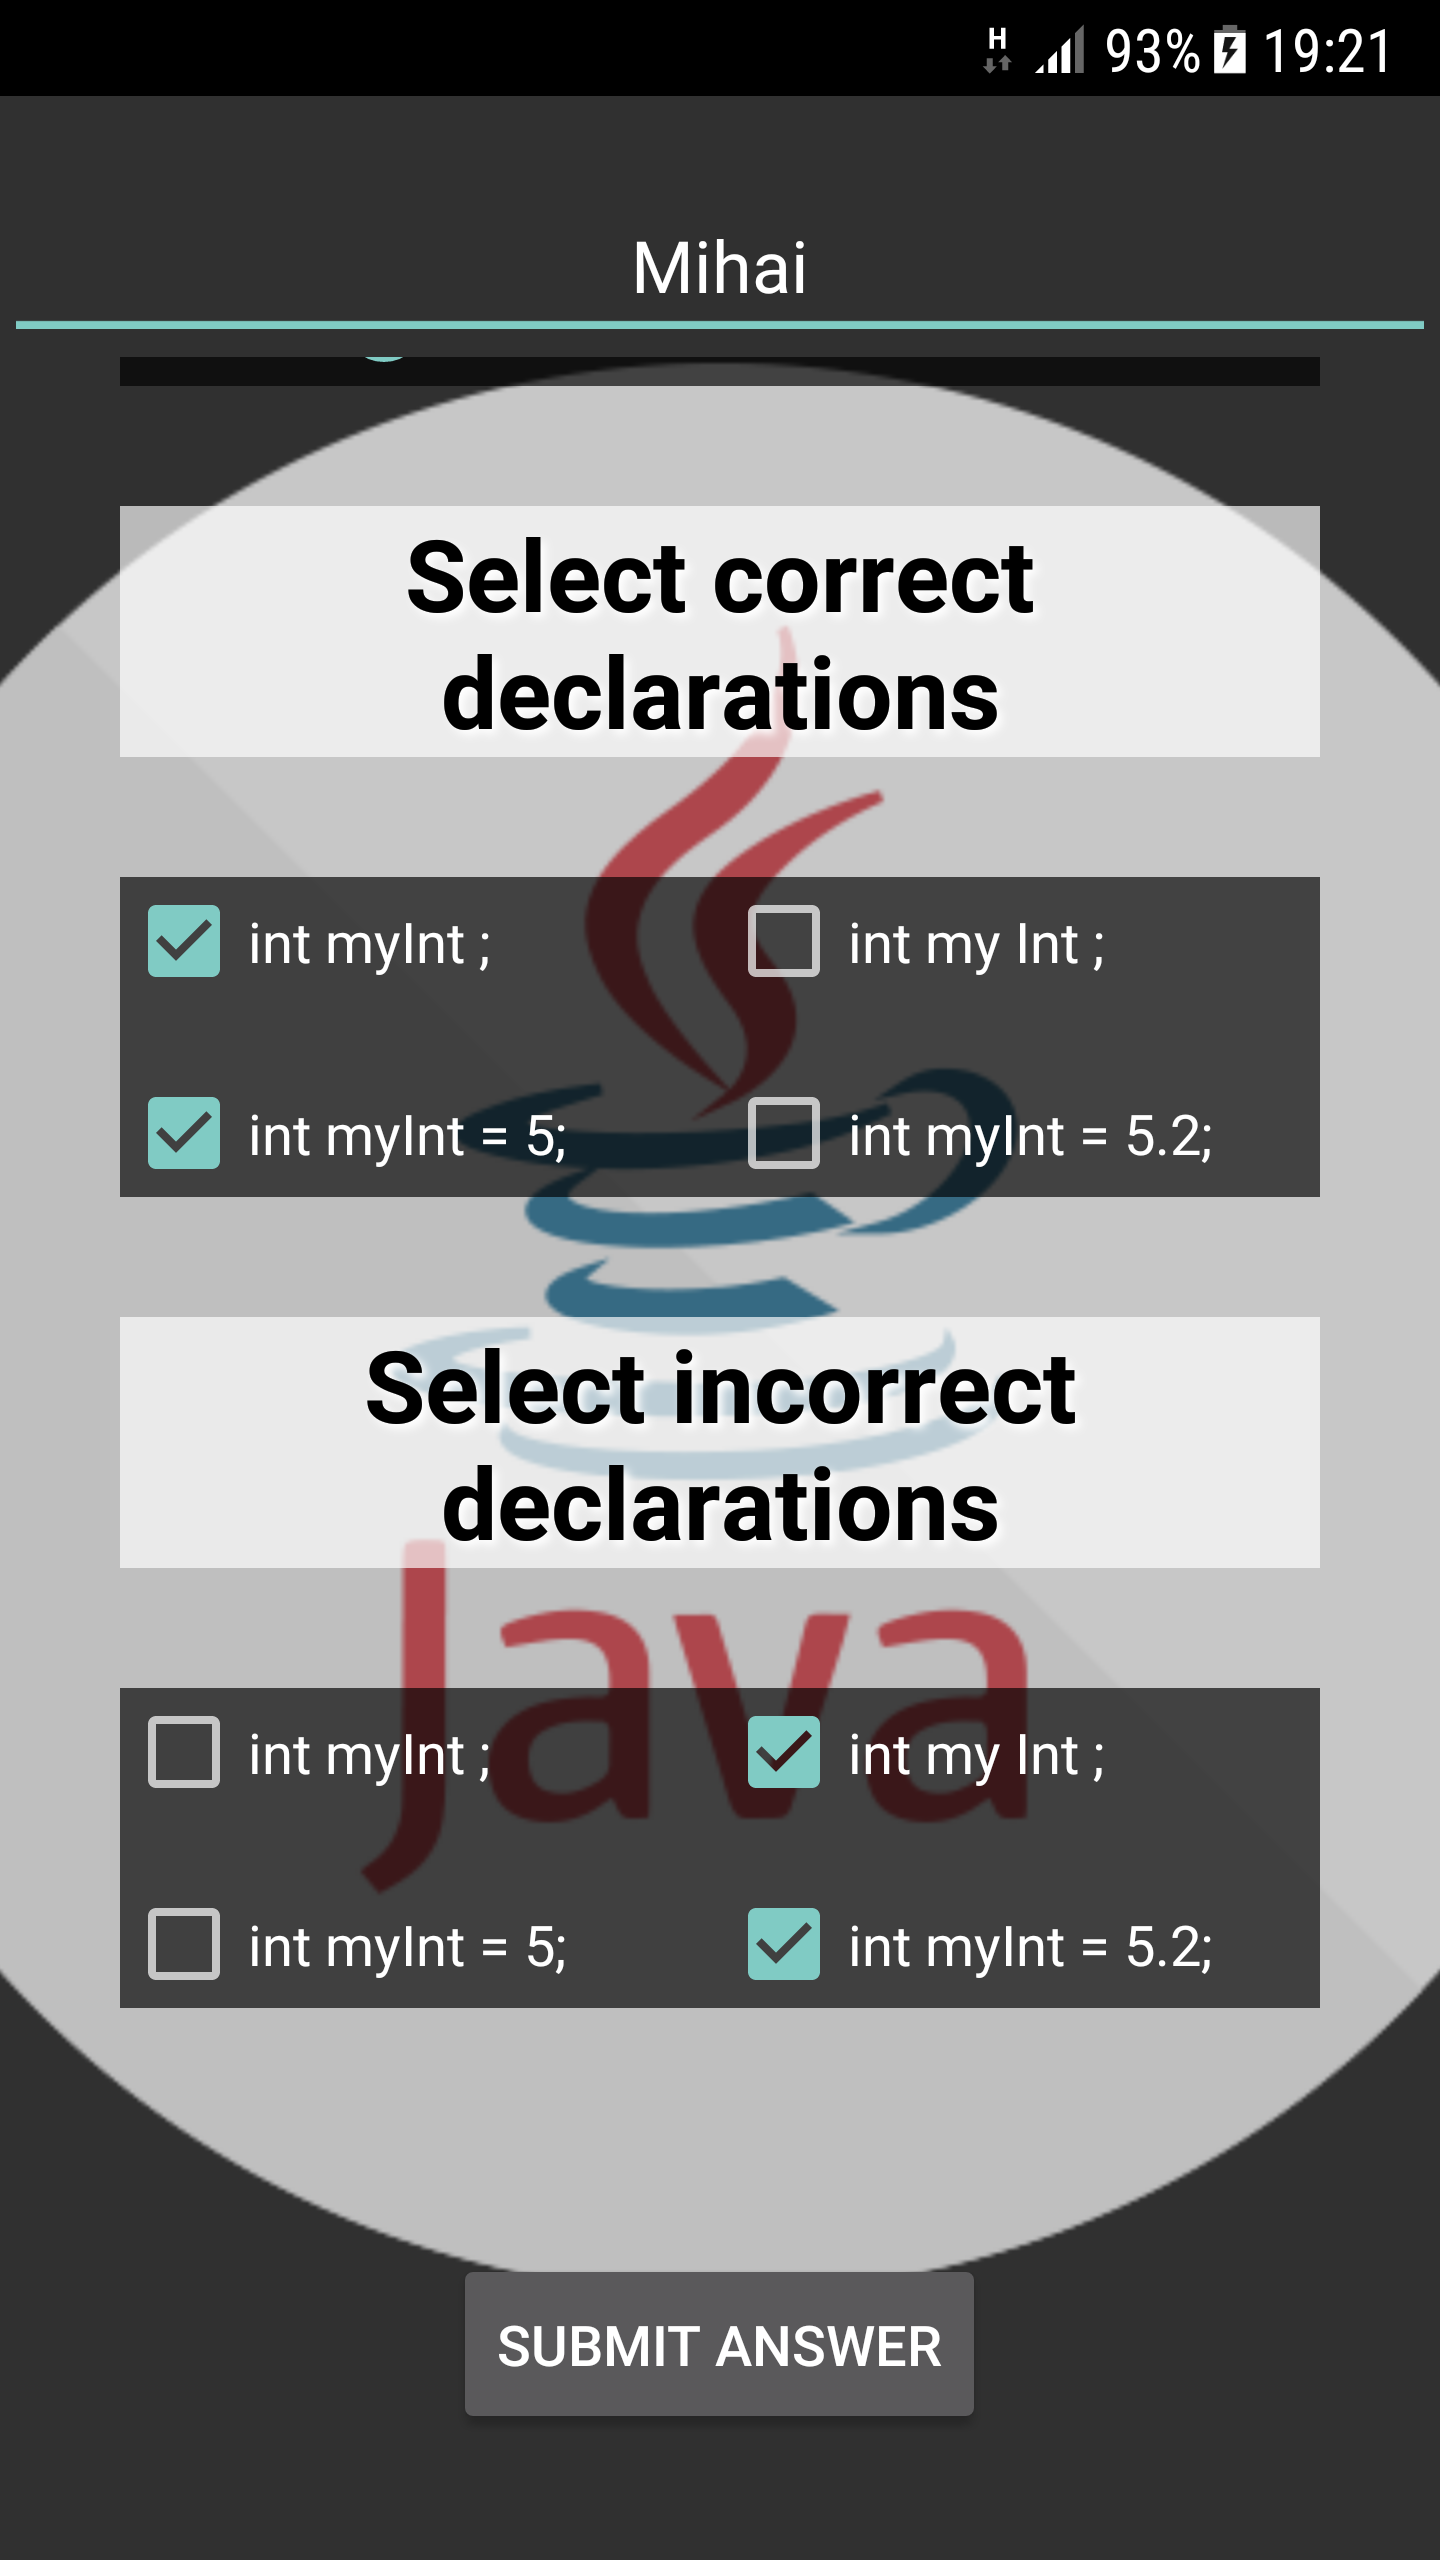 H 93% 19:21
Mihai
Select correct
declarations
int myInt ;
int my Int ;
int myInt = 5;
int myInt = 5.2;
Select incorrect
declarations
Java
int myInt ;
int my Int ;
int myInt = 5;
int myInt = 5.2;
SUBMIT ANSWER